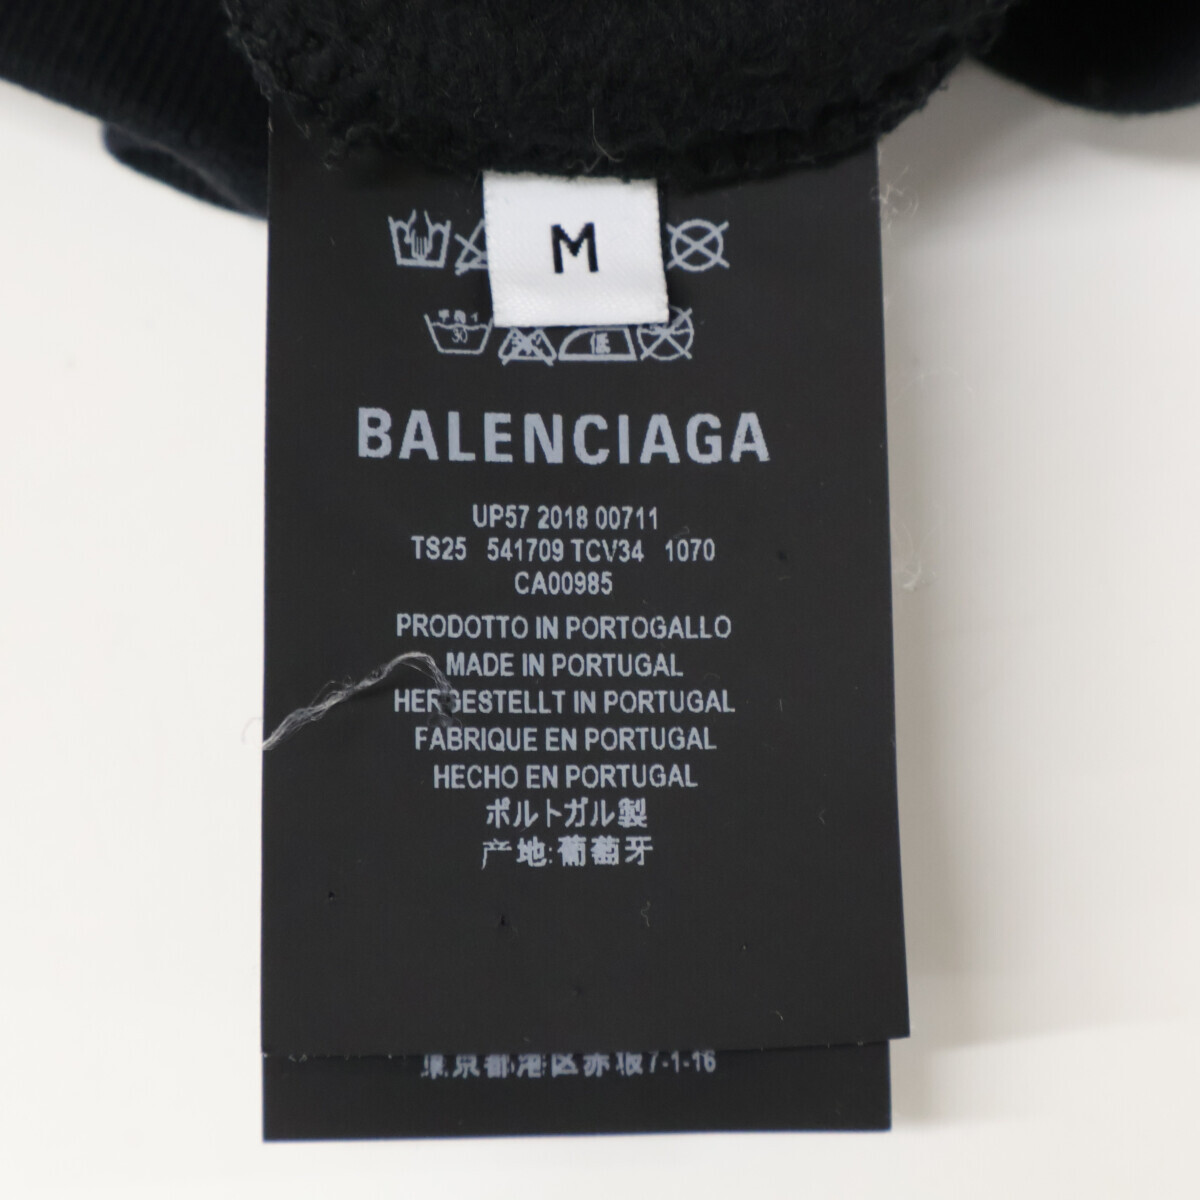 M
30
低
BALENCIAGA
UP57 2018 00711
TS25 541709 TCV34 1070
CA00985
PRODOTTO IN PORTOGALLO
MADE IN PORTUGAL
HERGESTELLT IN PORTUGAL
FABRIQUE EN PORTUGAL
HECHO EN PORTUGAL
ポルトガル製
产地:葡萄牙
東京都港区赤坂7-1-16